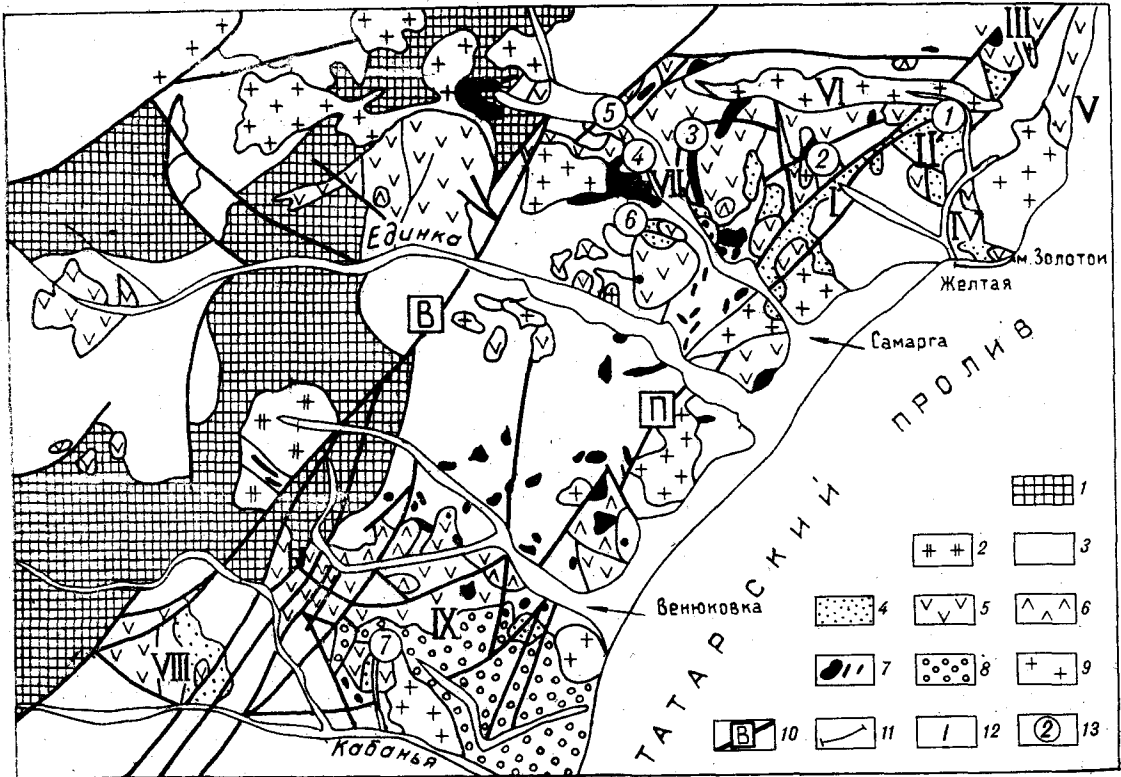 III
V
VI
1
5
3
II
4
2
VII
I
6
IV
Единка
м. Золотой
Желтая
В
Самарга
П
ТАТАРСКИЙ ПРОЛИВ
1
2
3
Венюковка
4
5
6
IX
7
VIII
7
8
9
В
10
11
I
12
2
13
Кабанья